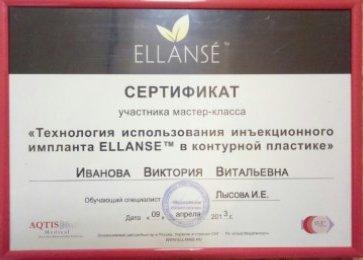 ELLANSÉ™
СЕРТИФИКАТ
участника мастер-класса
«Технология использования инъекционного
импланта ELLANSE™ в контурной пластике»
ИВАНОВА ВИКТОРИЯ ВИТАЛЬЕВНА
Обучающий специалист Лысова И.Е.
Дата «09» апреля 2013 г.
AQTIS
Medical
WWW.ELLANSE.RU